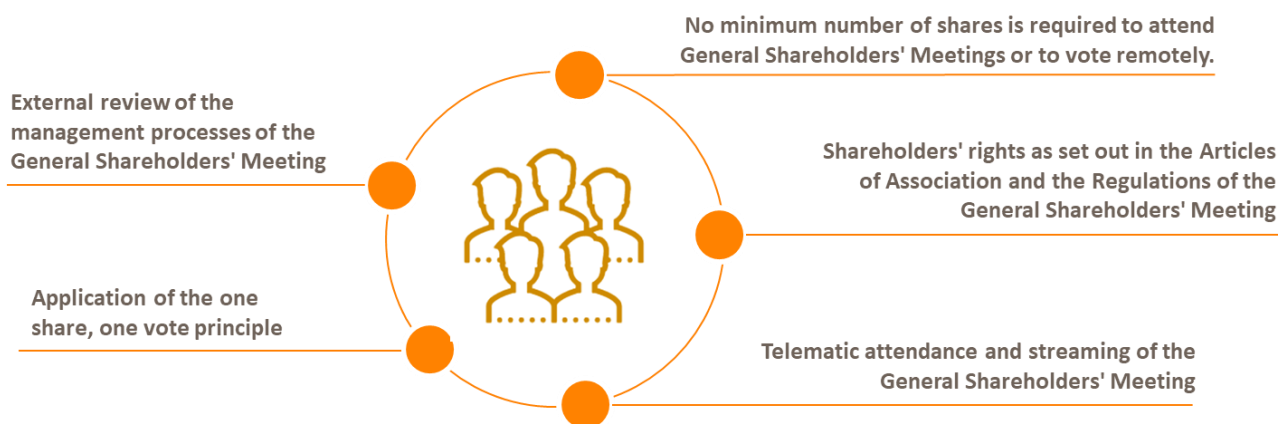 No minimum number of shares is required to attend
General Shareholders' Meetings or to vote remotely.
External review of the
management processes of the
General Shareholders' Meeting
Shareholders' rights as set out in the Articles
of Association and the Regulations of the
General Shareholders' Meeting
Application of the one
share, one vote principle
Telematic attendance and streaming of the
General Shareholders' Meeting